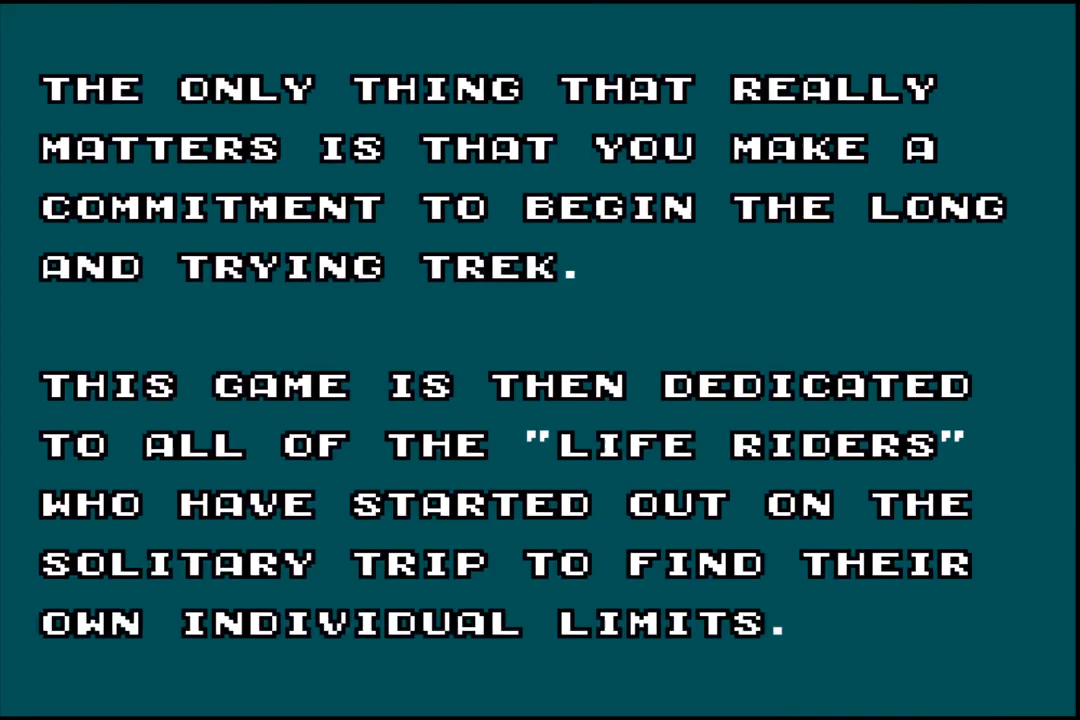 THE ONLY THING THAT REALLY
MATTERS IS THAT YOU MAKE A
COMMITMENT TO BEGIN THE LONG
AND TRYING TREK.
THIS GAME IS THEN DEDICATED
TO ALL OF THE "LIFE RIDERS"
WHO HAVE STARTED OUT ON THE
SOLITARY TRIP TO FIND THEIR
OWN INDIVIDUAL LIMITS.